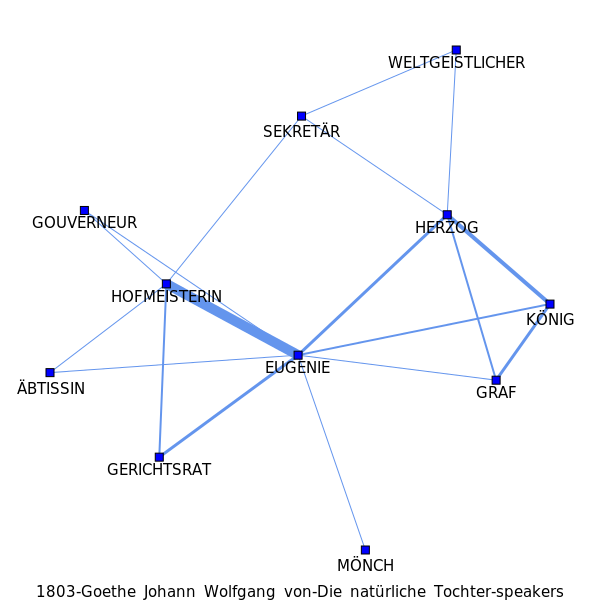 WELTGEISTLICHER
SEKRETÄR
GOUVERNEUR
HERZOG
HOFMEISTERIN
KÖNIG
EUGENIE
ÄBTISSIN
GRAF
GERICHTSRAT
MÖNCH
1803-Goethe Johann Wolfgang von-Die natürliche Tochter-speakers